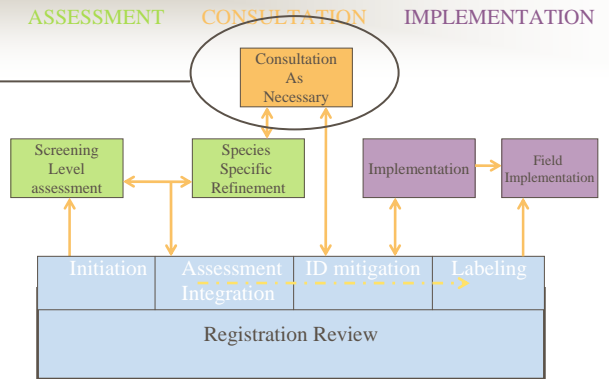 ASSESSMENT CONSULTATION IMPLEMENTATION
Consultation
As
Necessary
Screening
Level
assessment
Species
Specific
Refinement
Implementation
Field
Implementation
Initiation
Assessment
Integration
ID mitigation
Labeling
Registration Review